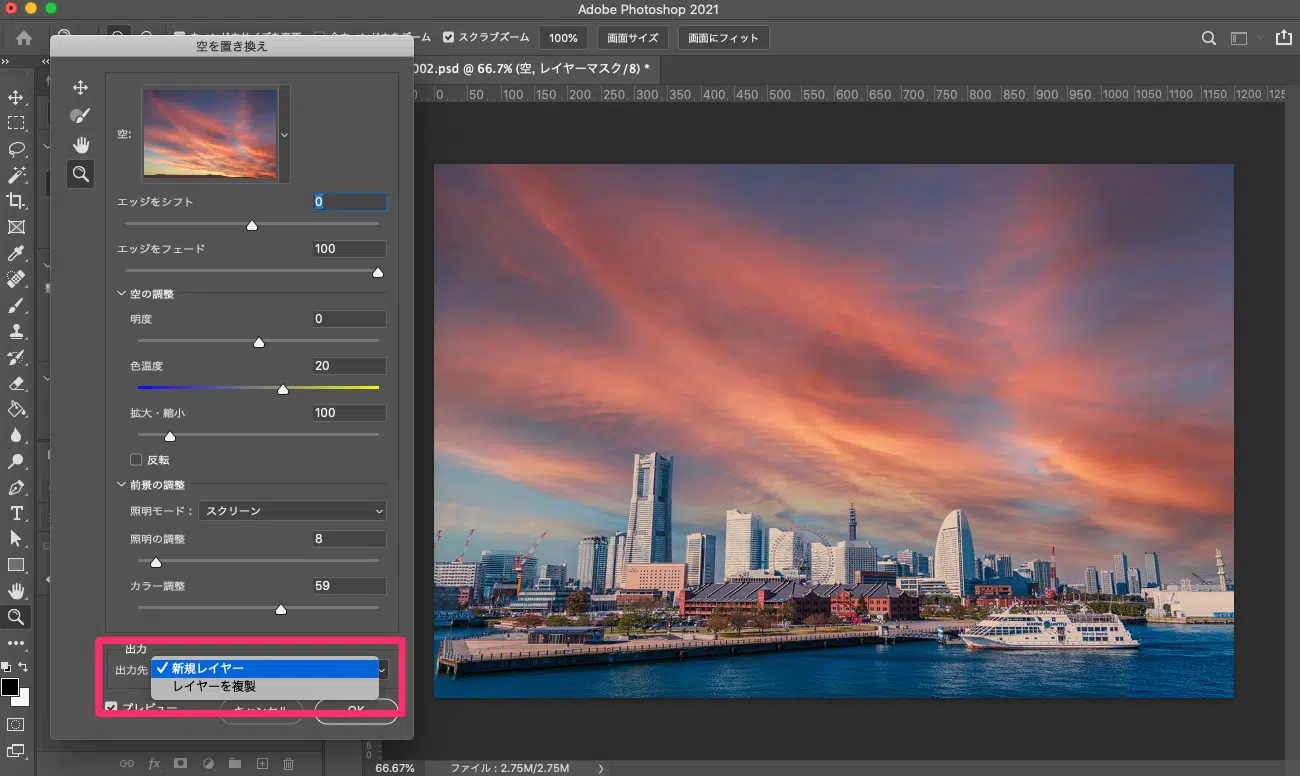 Adobe Photoshop 2021
スクラブズーム
100%
画面サイズ
画面にフィット
空を置き換え
002.psd @ 66.7% (空, レイヤーマスク/8) *
0 50 100 150 200 250 300 350 400 450 500 550 600 650 700 750 800 850 900 950 1000 1050 1100 1150 1200
空:
エッジをシフト 0
エッジをフェード 100
空の調整
明度 0
色温度 20
拡大・縮小 100
反転
前景の調整
照明モード: スクリーン
照明の調整 8
カラー調整 59
出力
出力先 新規レイヤー
レイヤーを複製
プレビュー キャンセル OK
fx
66.67% ファイル : 2.75M/2.75M